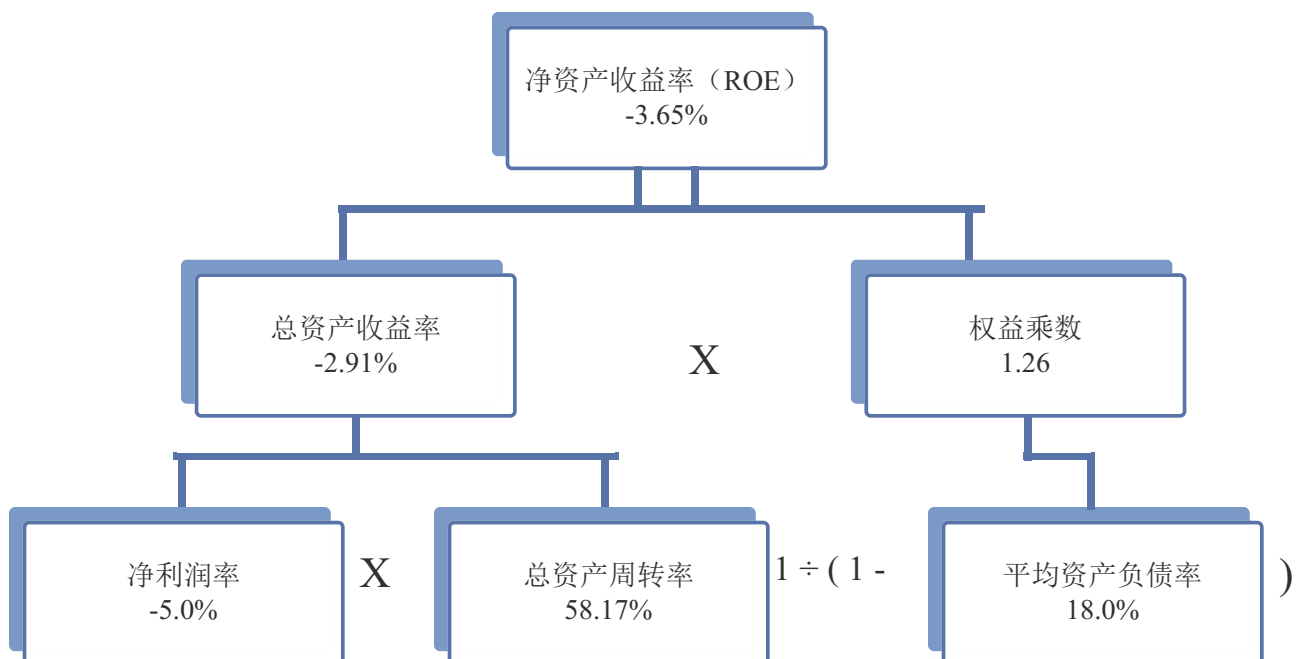 净资产收益率（ROE）
-3.65%
总资产收益率
-2.91%
X
权益乘数
1.26
净利润率
-5.0%
X
总资产周转率
58.17%
1 ÷ ( 1 -
平均资产负债率
18.0%
)